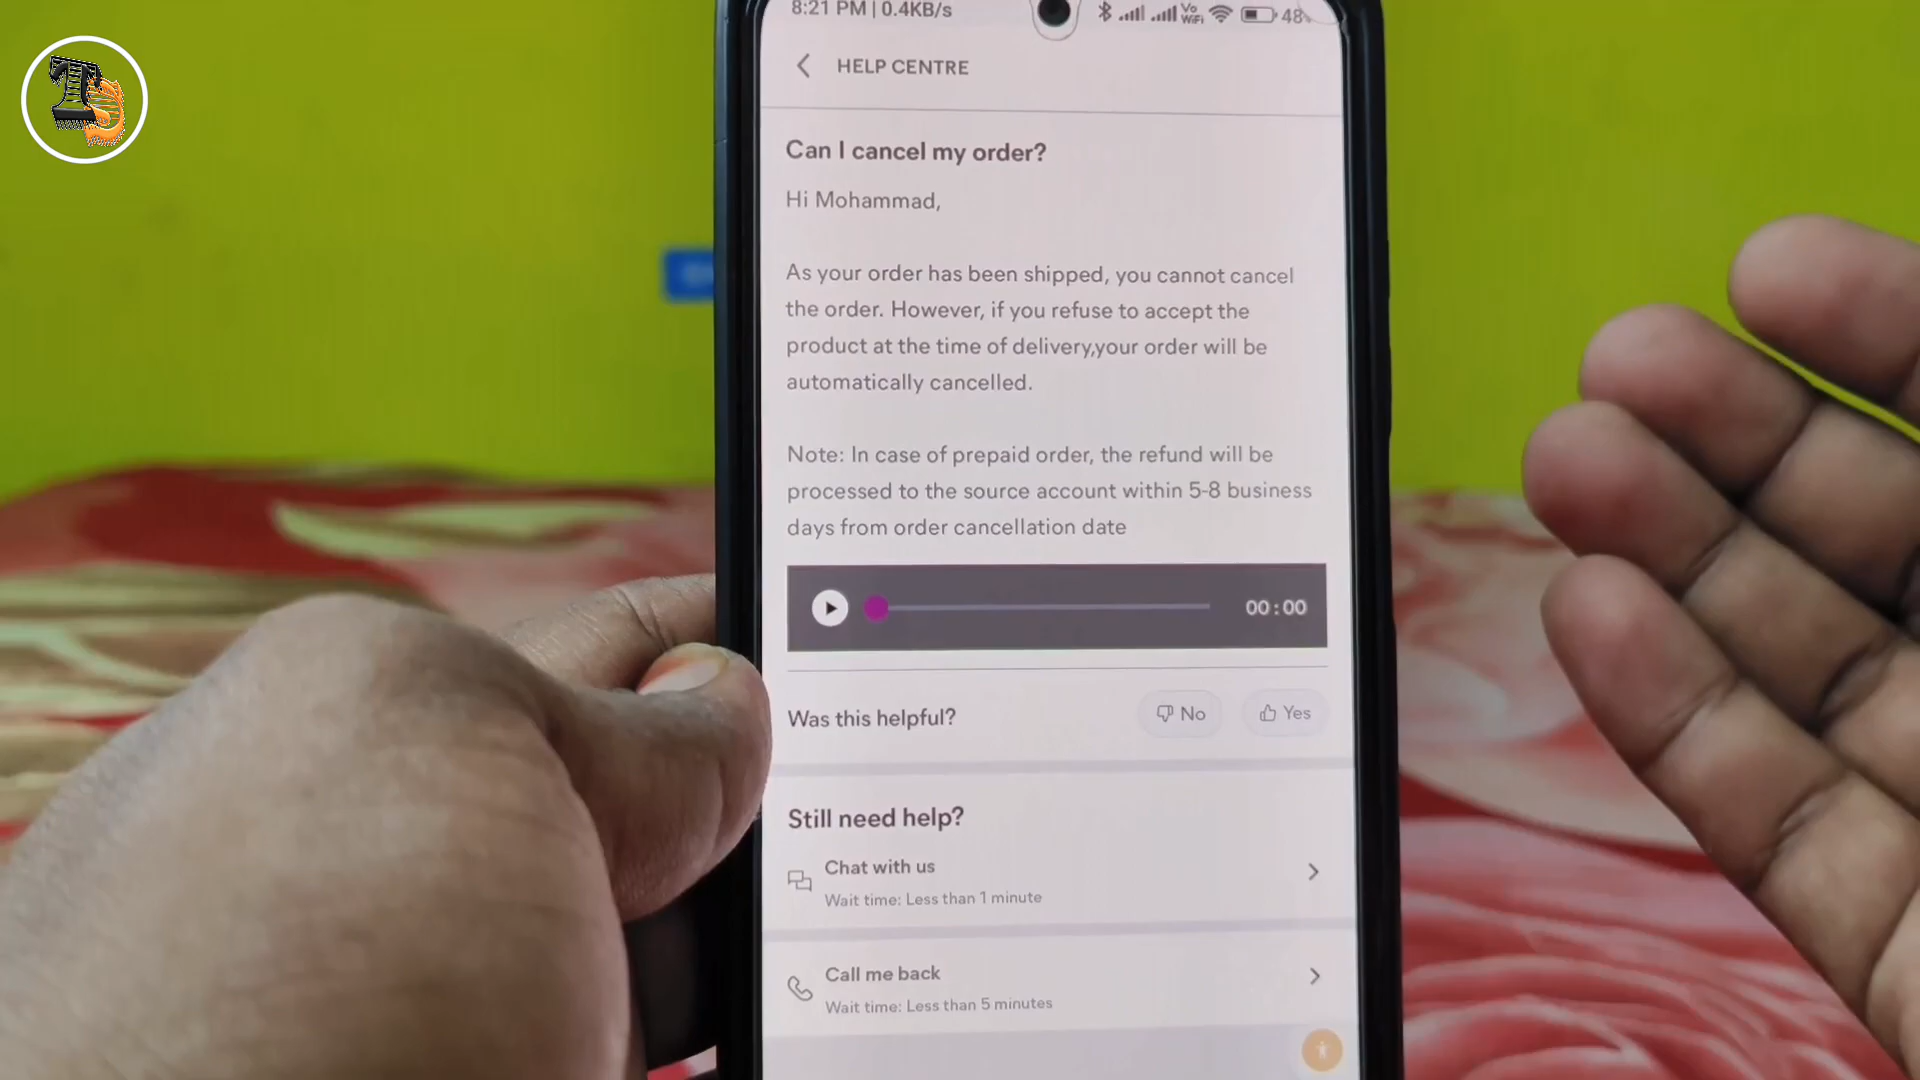 8:21 PM | 0.4KB/s
Vo
WiFi
48
HELP CENTRE
Can I cancel my order?
Hi Mohammad,
As your order has been shipped, you cannot cancel
the order. However, if you refuse to accept the
product at the time of delivery,your order will be
automatically cancelled.
Note: In case of prepaid order, the refund will be
processed to the source account within 5-8 business
days from order cancellation date
00:00
Was this helpful?
No
Yes
Still need help?
Chat with us
Wait time: Less than 1 minute
Call me back
Wait time: Less than 5 minutes